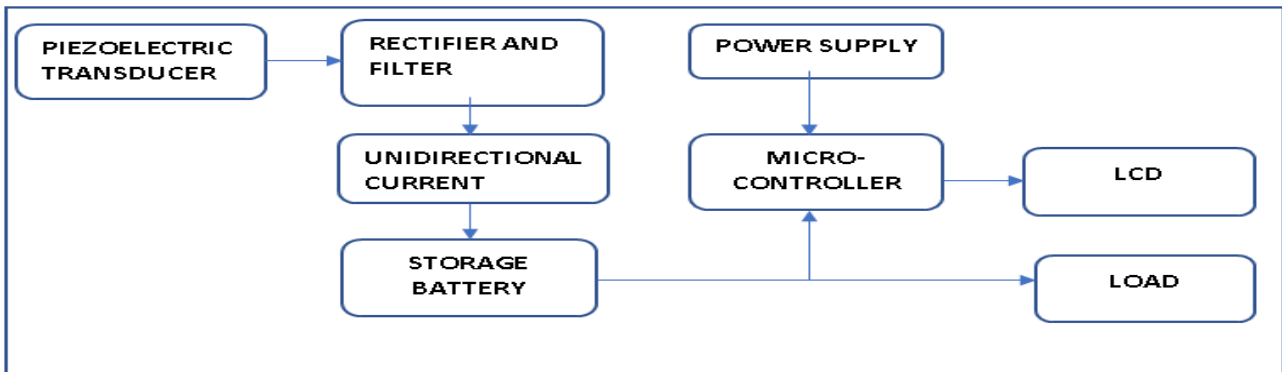 PIEZOELECTRIC
TRANSDUCER
RECTIFIER AND
FILTER
POWER SUPPLY
UNIDIRECTIONAL
CURRENT
MICRO-
CONTROLLER
LCD
STORAGE
BATTERY
LOAD